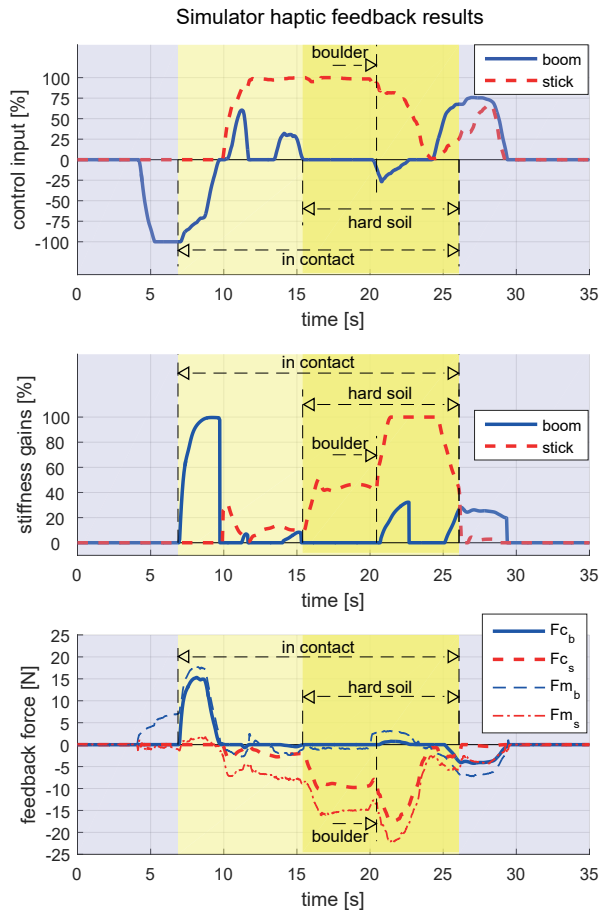 Simulator haptic feedback results
control input [%]
100
75
50
25
0
-25
-50
-75
-100
boulder
boom
stick
hard soil
in contact
0 5 10 15 20 25 30 35
time [s]
stiffness gains [%]
100
80
60
40
20
0
in contact
hard soil
boulder
boom
stick
0 5 10 15 20 25 30 35
time [s]
feedback force [N]
25
20
15
10
5
0
-5
-10
-15
-20
-25
in contact
hard soil
boulder
Fc_b
Fc_s
Fm_b
Fm_s
0 5 10 15 20 25 30 35
time [s]